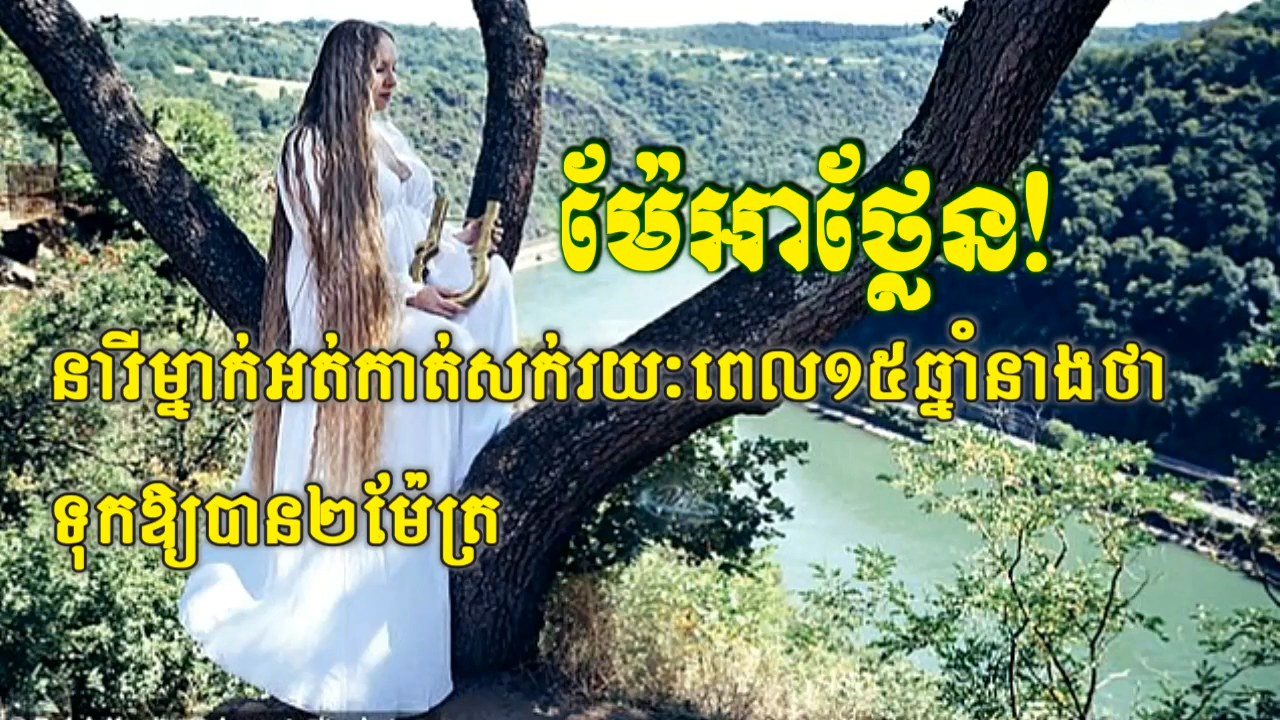 ម៉ែអាថ្លែន!
នារីម្នាក់អត់កាត់សក់រយៈពេល១៥ឆ្នាំនាងថា
ទុកឱ្យបាន២ម៉ែត្រ